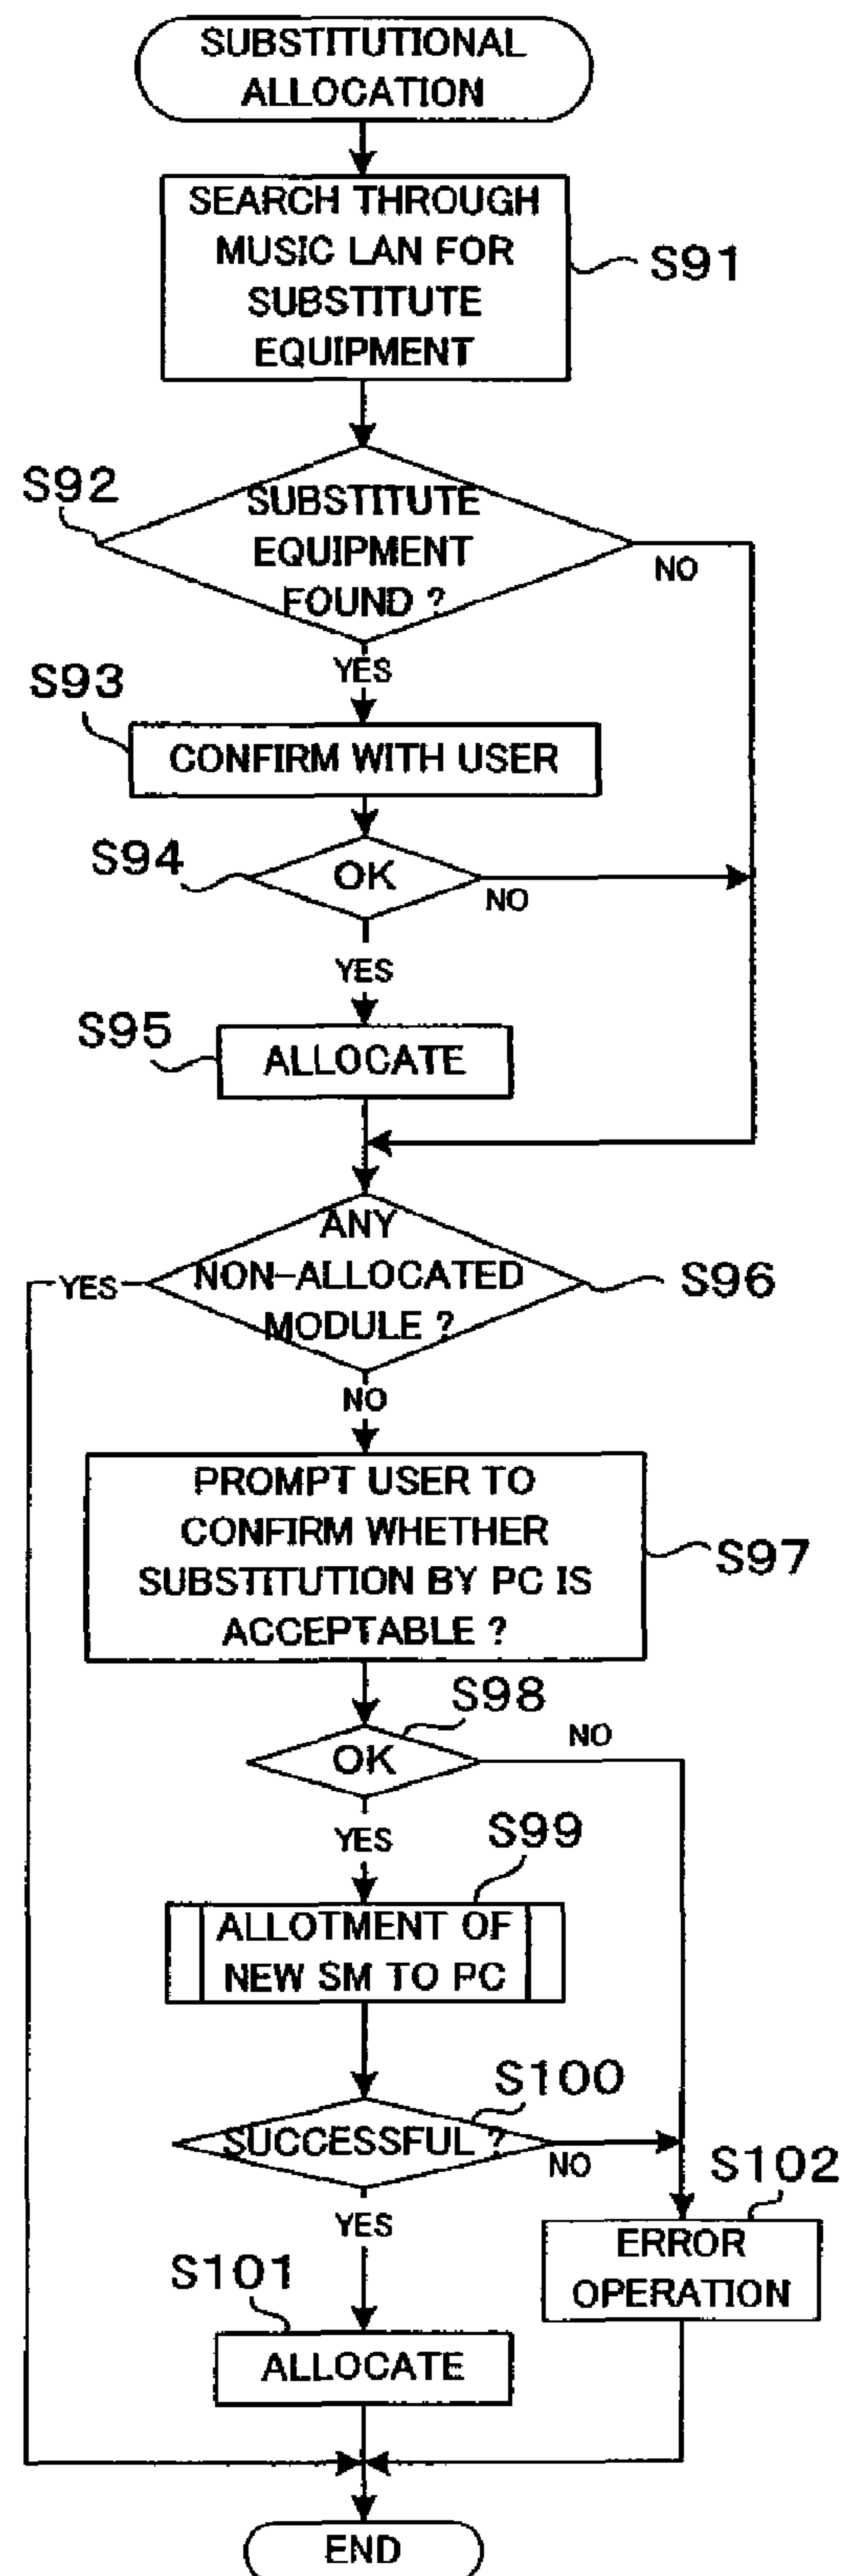 SUBSTITUTIONAL
ALLOCATION
SEARCH THROUGH
MUSIC LAN FOR
SUBSTITUTE
EQUIPMENT
S91
S92
SUBSTITUTE
EQUIPMENT
FOUND ?
NO
YES
S93
CONFIRM WITH USER
S94
OK
NO
YES
S95
ALLOCATE
ANY
NON-ALLOCATED
MODULE ?
YES
S96
NO
PROMPT USER TO
CONFIRM WHETHER
SUBSTITUTION BY PC IS
ACCEPTABLE ?
S97
S98
OK
NO
YES
S99
ALLOTMENT OF
NEW SM TO PC
S100
SUCCESSFUL ?
NO
S102
YES
ERROR
OPERATION
S101
ALLOCATE
END